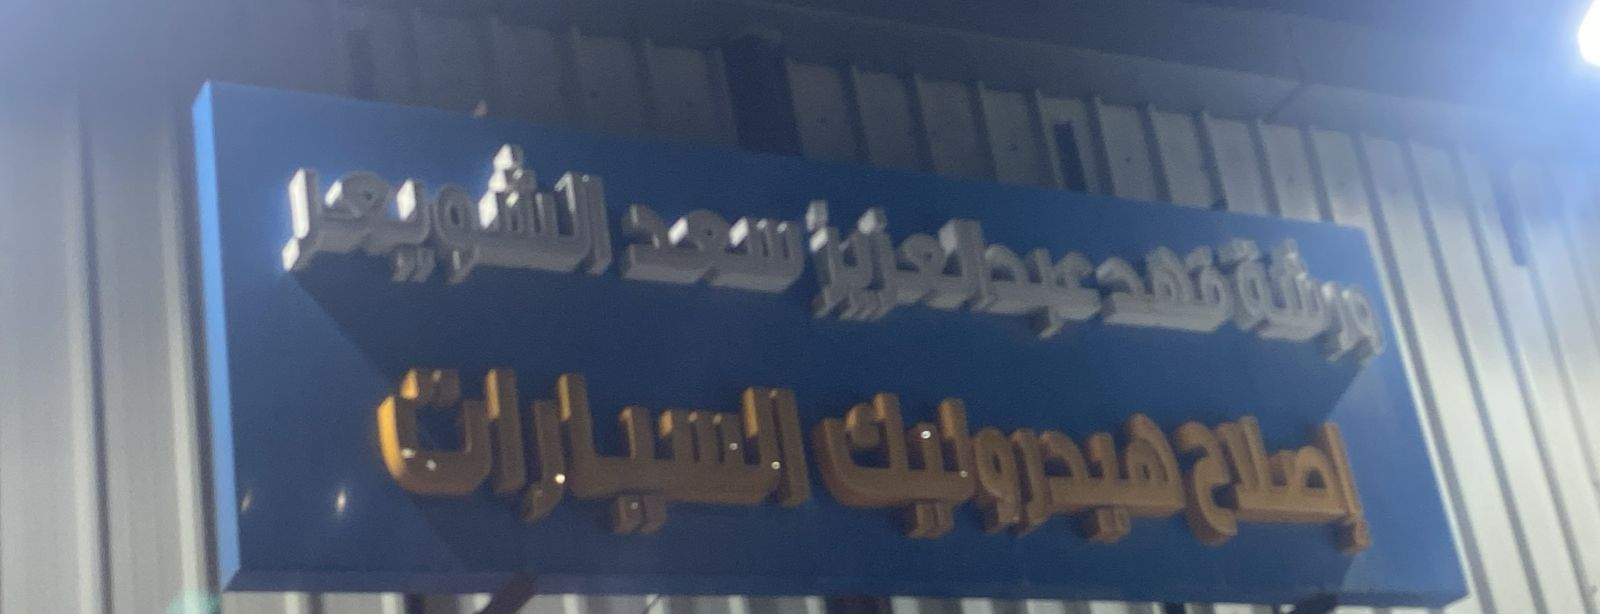 ورشة فهد عبدالعزيز سعد الشويعر
إصلاح هيدروليك السيارات